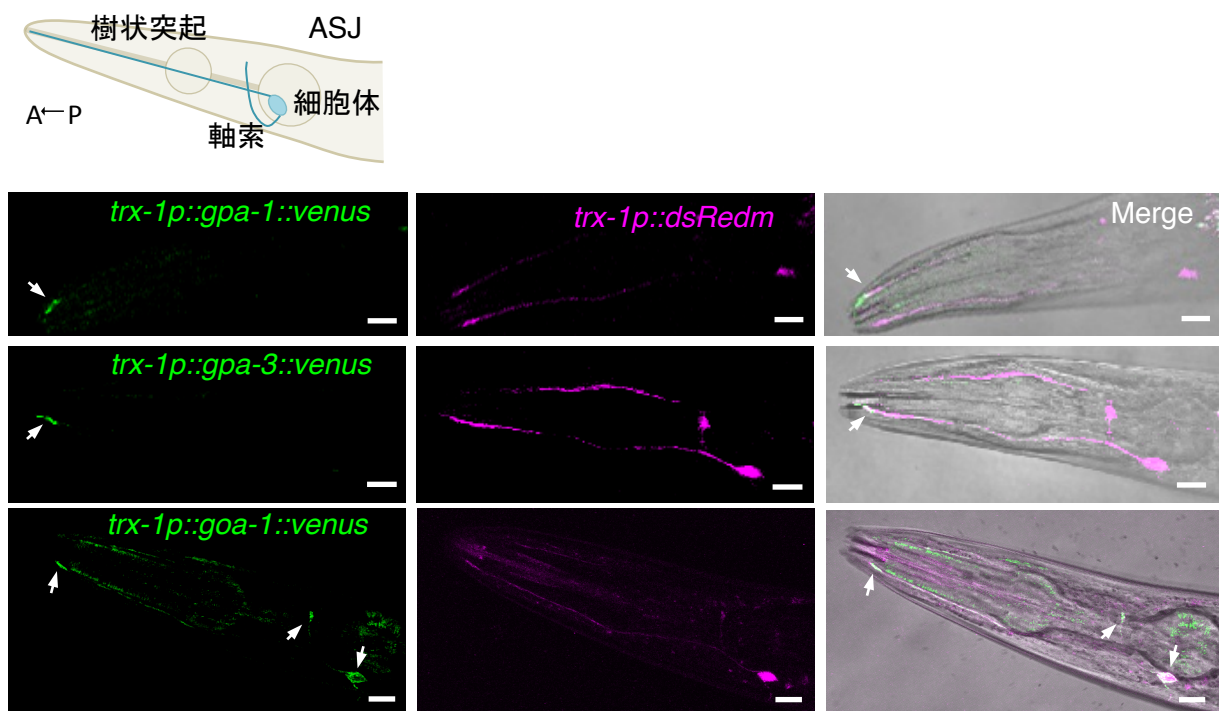 樹状突起
ASJ
細胞体
A←P
軸索
trx-1p::gpa-1::venus
trx-1p::dsRedm
Merge
trx-1p::gpa-3::venus
trx-1p::goa-1::venus